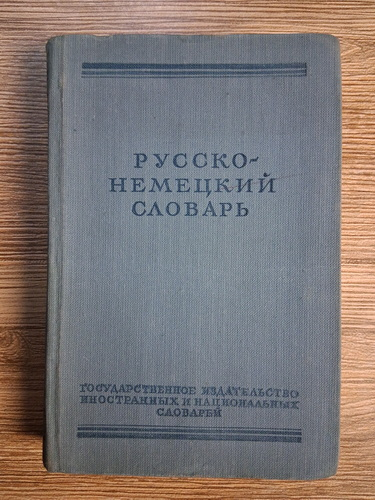 РУССКО-
НЕМЕЦКИЙ
СЛОВАРЬ
ГОСУДАРСТВЕННОЕ ИЗДАТЕЛЬСТВО
ИНОСТРАННЫХ И НАЦИОНАЛЬНЫХ
СЛОВАРЕЙ